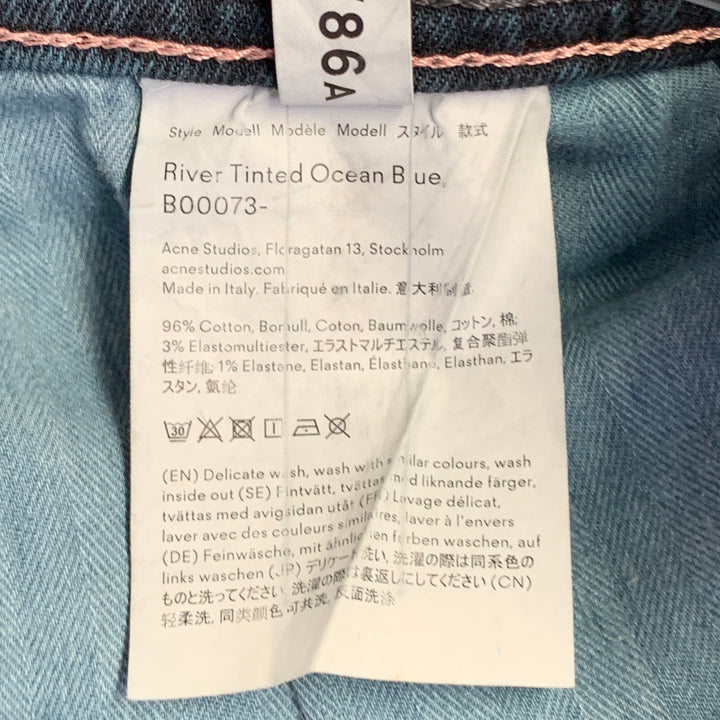 786A
Style Modell Modèle Modell スタイル 款式
River Tinted Ocean Blue
B00073-
Acne Studios, Floragatan 13, Stockholm
acnestudios.com
Made in Italy. Fabriqué en Italie. 意大利制造
96% Cotton, Bomull, Coton, Baumwolle, コットン, 棉;
3% Elastomultiester, エラストマルチエステル, 复合聚酯弹
性纤维; 1% Elastane, Elastan, Élasthane, Elasthan, エラ
スタン, 氨纶
30
(EN) Delicate wash, wash with similar colours, wash
inside out (SE) Fintvätt, tvättas med liknande färger,
tvättas med avigsidan utåt (FR) Lavage délicat,
laver avec des couleurs similaires, laver à l'envers
(DE) Feinwäsche, mit ähnlichen farben waschen, auf
links waschen (JP) デリケート洗い, 洗濯の際は同系色の
ものと洗ってください, 洗濯の際は裏返しにしてください (CN)
轻柔洗, 同类颜色可共洗, 反面洗涤